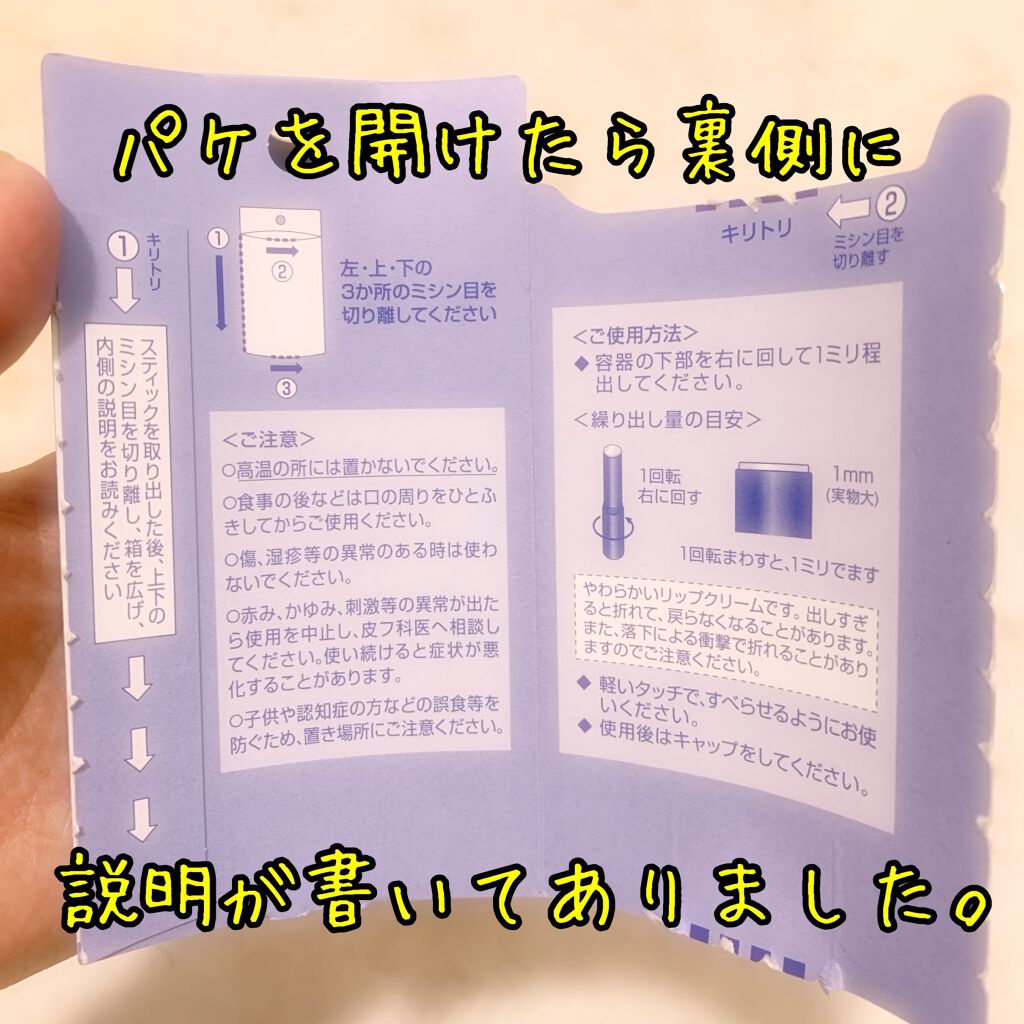 パケを開けたら裏側に
① キリトリ
スティックを取り出した後、上下の
ミシン目を切り離し、箱を広げ、
内側の説明をお読みください
①
②
③
左・上・下の
3か所のミシン目を
切り離してください
<ご注意>
○高温の所には置かないでください。
○食事の後などは口の周りをひとふ
きしてからご使用ください。
○傷、湿疹等の異常のある時は使わ
ないでください。
○赤み、かゆみ、刺激等の異常が出た
ら使用を中止し、皮フ科医へ相談し
てください。使い続けると症状が悪
化することがあります。
○子供や認知症の方などの誤食等を
防ぐため、置き場所にご注意ください。
キリトリ
②
ミシン目を
切り離す
<ご使用方法>
◆ 容器の下部を右に回して1ミリ程
出してください。
<繰り出し量の目安>
1回転
右に回す
1mm
(実物大)
1回転まわすと、1ミリでます
やわらかいリップクリームです。出しすぎ
ると折れて、戻らなくなることがあります。
また、落下による衝撃で折れることがあり
ますのでご注意ください。
◆ 軽いタッチで、すべらせるようにお使
いください。
◆ 使用後はキャップをしてください。
説明が書いてありました。